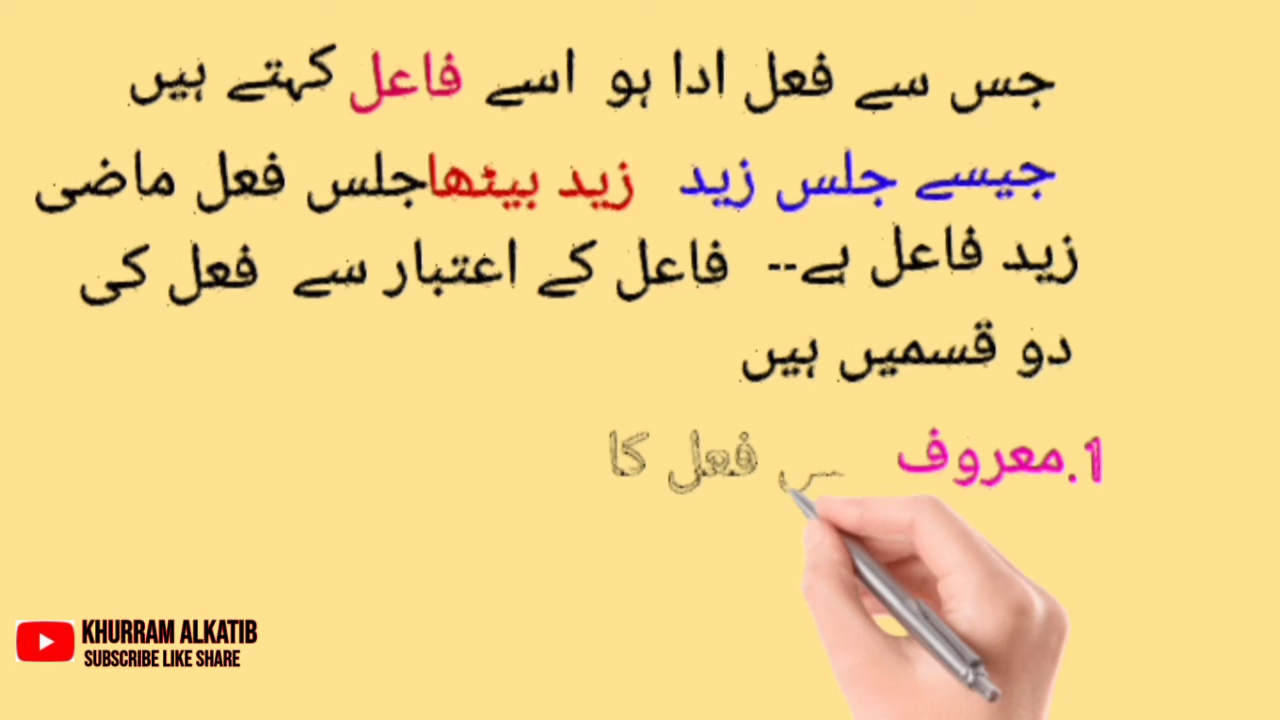 جس سے فعل ادا ہو اسے فاعل کہتے ہیں
جیسے جلس زید زید بیٹھا جلس فعل ماضی
زید فاعل ہے-- فاعل کے اعتبار سے فعل کی
دو قسمیں ہیں
1.معروف فعل کا
KHURRAM ALKATIB
SUBSCRIBE LIKE SHARE